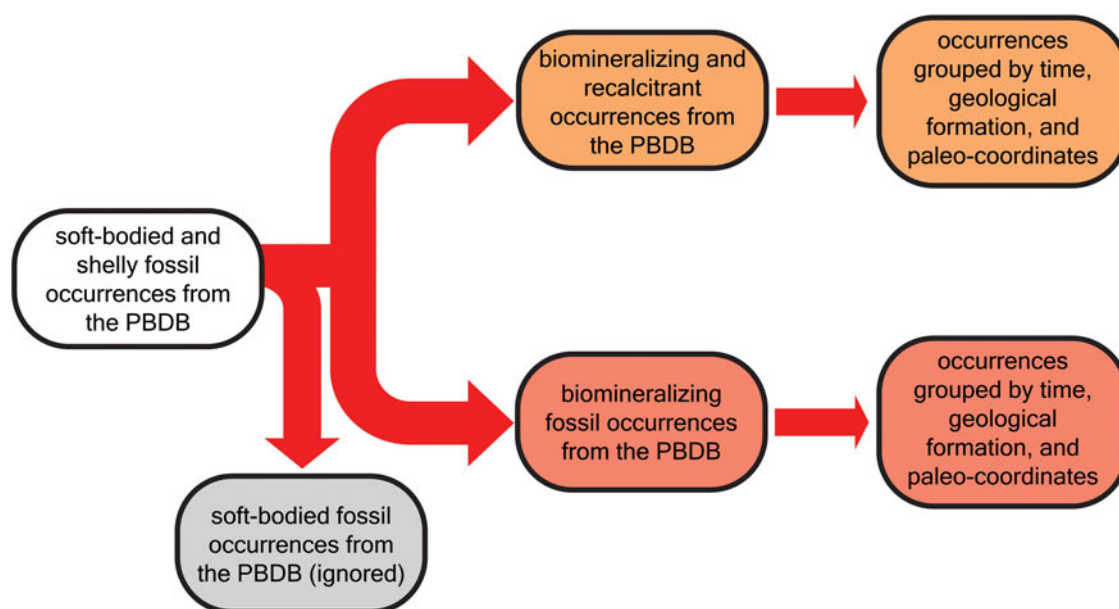 soft-bodied and
shelly fossil
occurrences from
the PBDB
biomineralizing and
recalcitrant
occurrences from
the PBDB
occurrences
grouped by time,
geological
formation, and
paleo-coordinates
biomineralizing
fossil occurrences
from the PBDB
occurrences
grouped by time,
geological
formation, and
paleo-coordinates
soft-bodied fossil
occurrences from
the PBDB (ignored)